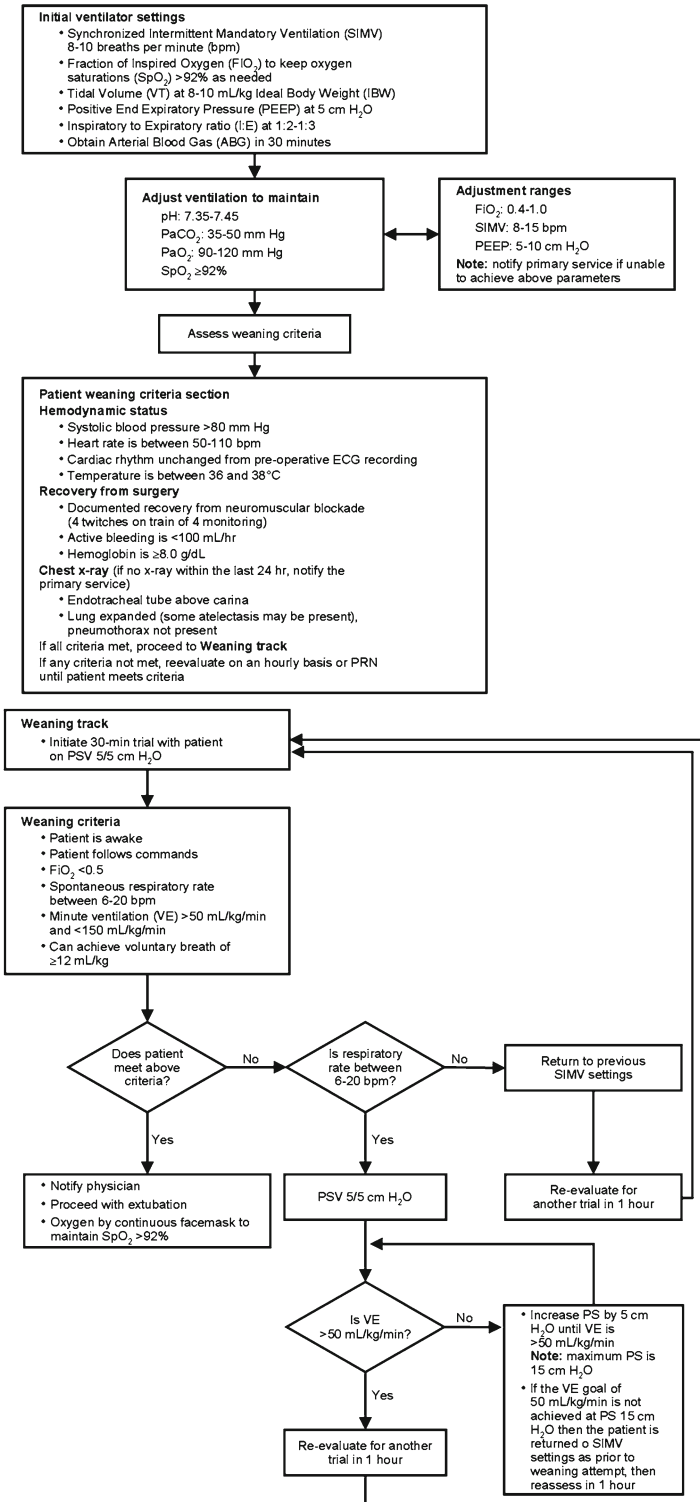 Initial ventilator settings
• Synchronized Intermittent Mandatory Ventilation (SIMV)
8-10 breaths per minute (bpm)
• Fraction of Inspired Oxygen (FIO2) to keep oxygen
saturations (SpO2) >92% as needed
• Tidal Volume (VT) at 8-10 mL/kg Ideal Body Weight (IBW)
• Positive End Expiratory Pressure (PEEP) at 5 cm H2O
• Inspiratory to Expiratory ratio (I:E) at 1:2-1:3
• Obtain Arterial Blood Gas (ABG) in 30 minutes
Adjust ventilation to maintain
pH: 7.35-7.45
PaCO2: 35-50 mm Hg
PaO2: 90-120 mm Hg
SpO2 ≥92%
Adjustment ranges
FiO2: 0.4-1.0
SIMV: 8-15 bpm
PEEP: 5-10 cm H2O
Note: notify primary service if unable
to achieve above parameters
Assess weaning criteria
Patient weaning criteria section
Hemodynamic status
• Systolic blood pressure >80 mm Hg
• Heart rate is between 50-110 bpm
• Cardiac rhythm unchanged from pre-operative ECG recording
• Temperature is between 36 and 38°C
Recovery from surgery
• Documented recovery from neuromuscular blockade
(4 twitches on train of 4 monitoring)
• Active bleeding is <100 mL/hr
• Hemoglobin is ≥8.0 g/dL
Chest x-ray (if no x-ray within the last 24 hr, notify the
primary service)
• Endotracheal tube above carina
• Lung expanded (some atelectasis may be present),
pneumothorax not present
If all criteria met, proceed to Weaning track
If any criteria not met, reevaluate on an hourly basis or PRN
until patient meets criteria
Weaning track
• Initiate 30-min trial with patient
on PSV 5/5 cm H2O
Weaning criteria
• Patient is awake
• Patient follows commands
• FiO2 <0.5
• Spontaneous respiratory rate
between 6-20 bpm
• Minute ventilation (VE) >50 mL/kg/min
and <150 mL/kg/min
• Can achieve voluntary breath of
≥12 mL/kg
Does patient
meet above
criteria?
No
Is respiratory
rate between
6-20 bpm?
No
Return to previous
SIMV settings
Yes
Yes
• Notify physician
• Proceed with extubation
• Oxygen by continuous facemask to
maintain SpO2 >92%
PSV 5/5 cm H2O
Re-evaluate for
another trial in 1 hour
Is VE
>50 mL/kg/min?
No
• Increase PS by 5 cm
H2O until VE is
>50 mL/kg/min
Note: maximum PS is
15 cm H2O
• If the VE goal of
50 mL/kg/min is not
achieved at PS 15 cm
H2O then the patient is
returned o SIMV
settings as prior to
weaning attempt, then
reassess in 1 hour
Yes
Re-evaluate for another
trial in 1 hour